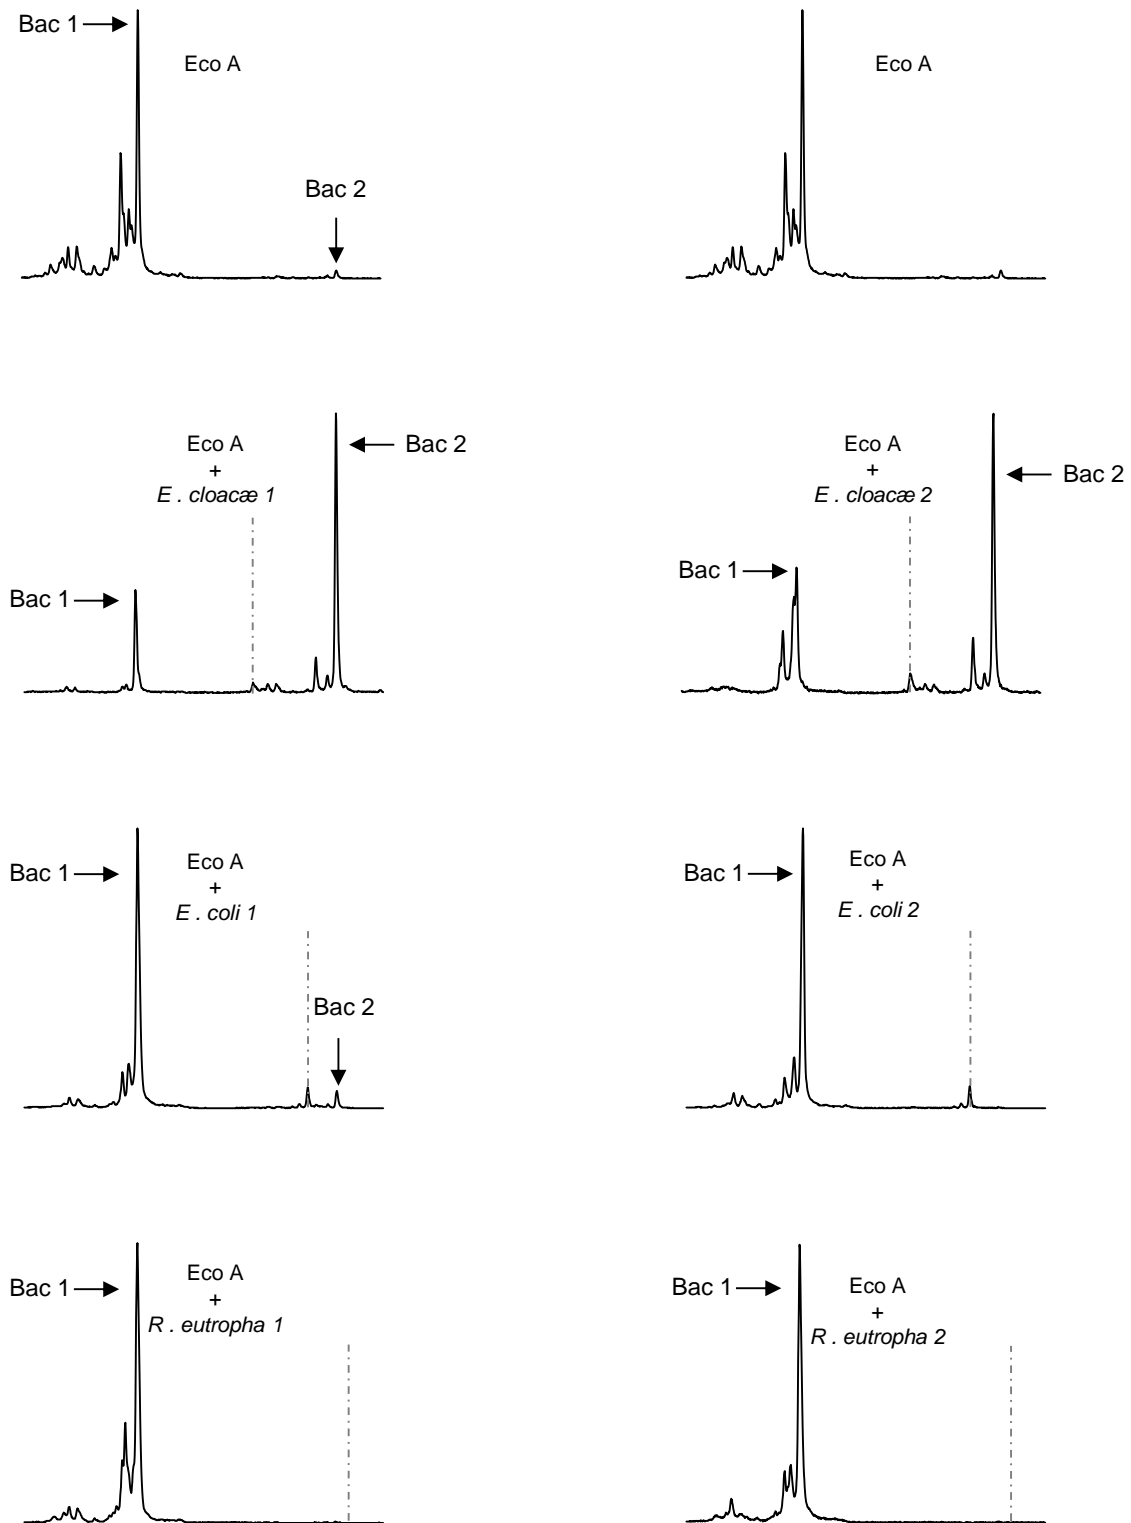 Bac 1
Eco A
Bac 2
Eco A
Eco A
+
E . cloacæ 1
Bac 2
Bac 1
Eco A
+
E . cloacæ 2
Bac 2
Bac 1
Bac 1
Eco A
+
E . coli 1
Bac 2
Bac 1
Eco A
+
E . coli 2
Bac 1
Eco A
+
R . eutropha 1
Bac 1
Eco A
+
R . eutropha 2